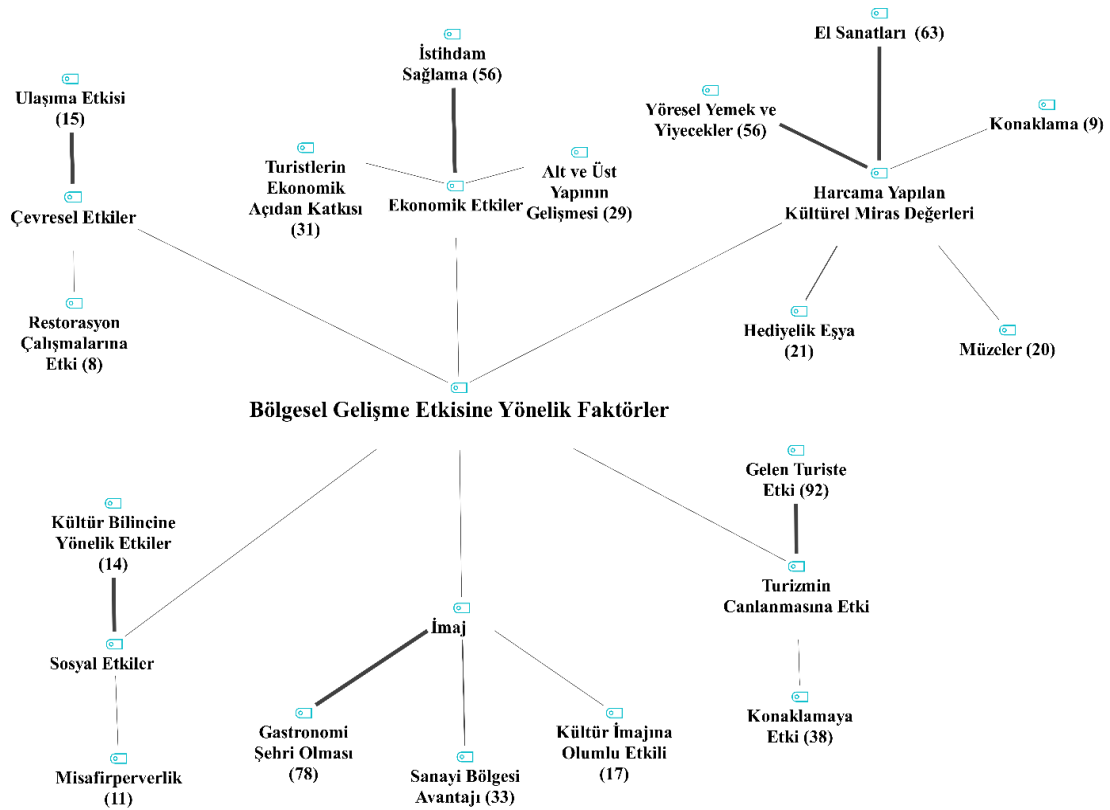 El Sanatları (63)
İstihdam
Sağlama (56)
Ulaşıma Etkisi
(15)
Yöresel Yemek ve
Yiyecekler (56)
Konaklama (9)
Turistlerin
Ekonomik
Açıdan Katkısı
(31)
Alt ve Üst
Yapının
Gelişmesi (29)
Çevresel Etkiler
Ekonomik Etkiler
Harcama Yapılan
Kültürel Miras Değerleri
Restorasyon
Çalışmalarına
Etki (8)
Hediyelik Eşya
(21)
Müzeler (20)
Bölgesel Gelişme Etkisine Yönelik Faktörler
Gelen Turiste
Etki (92)
Kültür Bilincine
Yönelik Etkiler
(14)
Turizmin
Canlanmasına Etki
İmaj
Sosyal Etkiler
Konaklamaya
Etki (38)
Gastronomi
Şehri Olması
(78)
Kültür İmajına
Olumlu Etkili
(17)
Misafirperverlik
(11)
Sanayi Bölgesi
Avantajı (33)